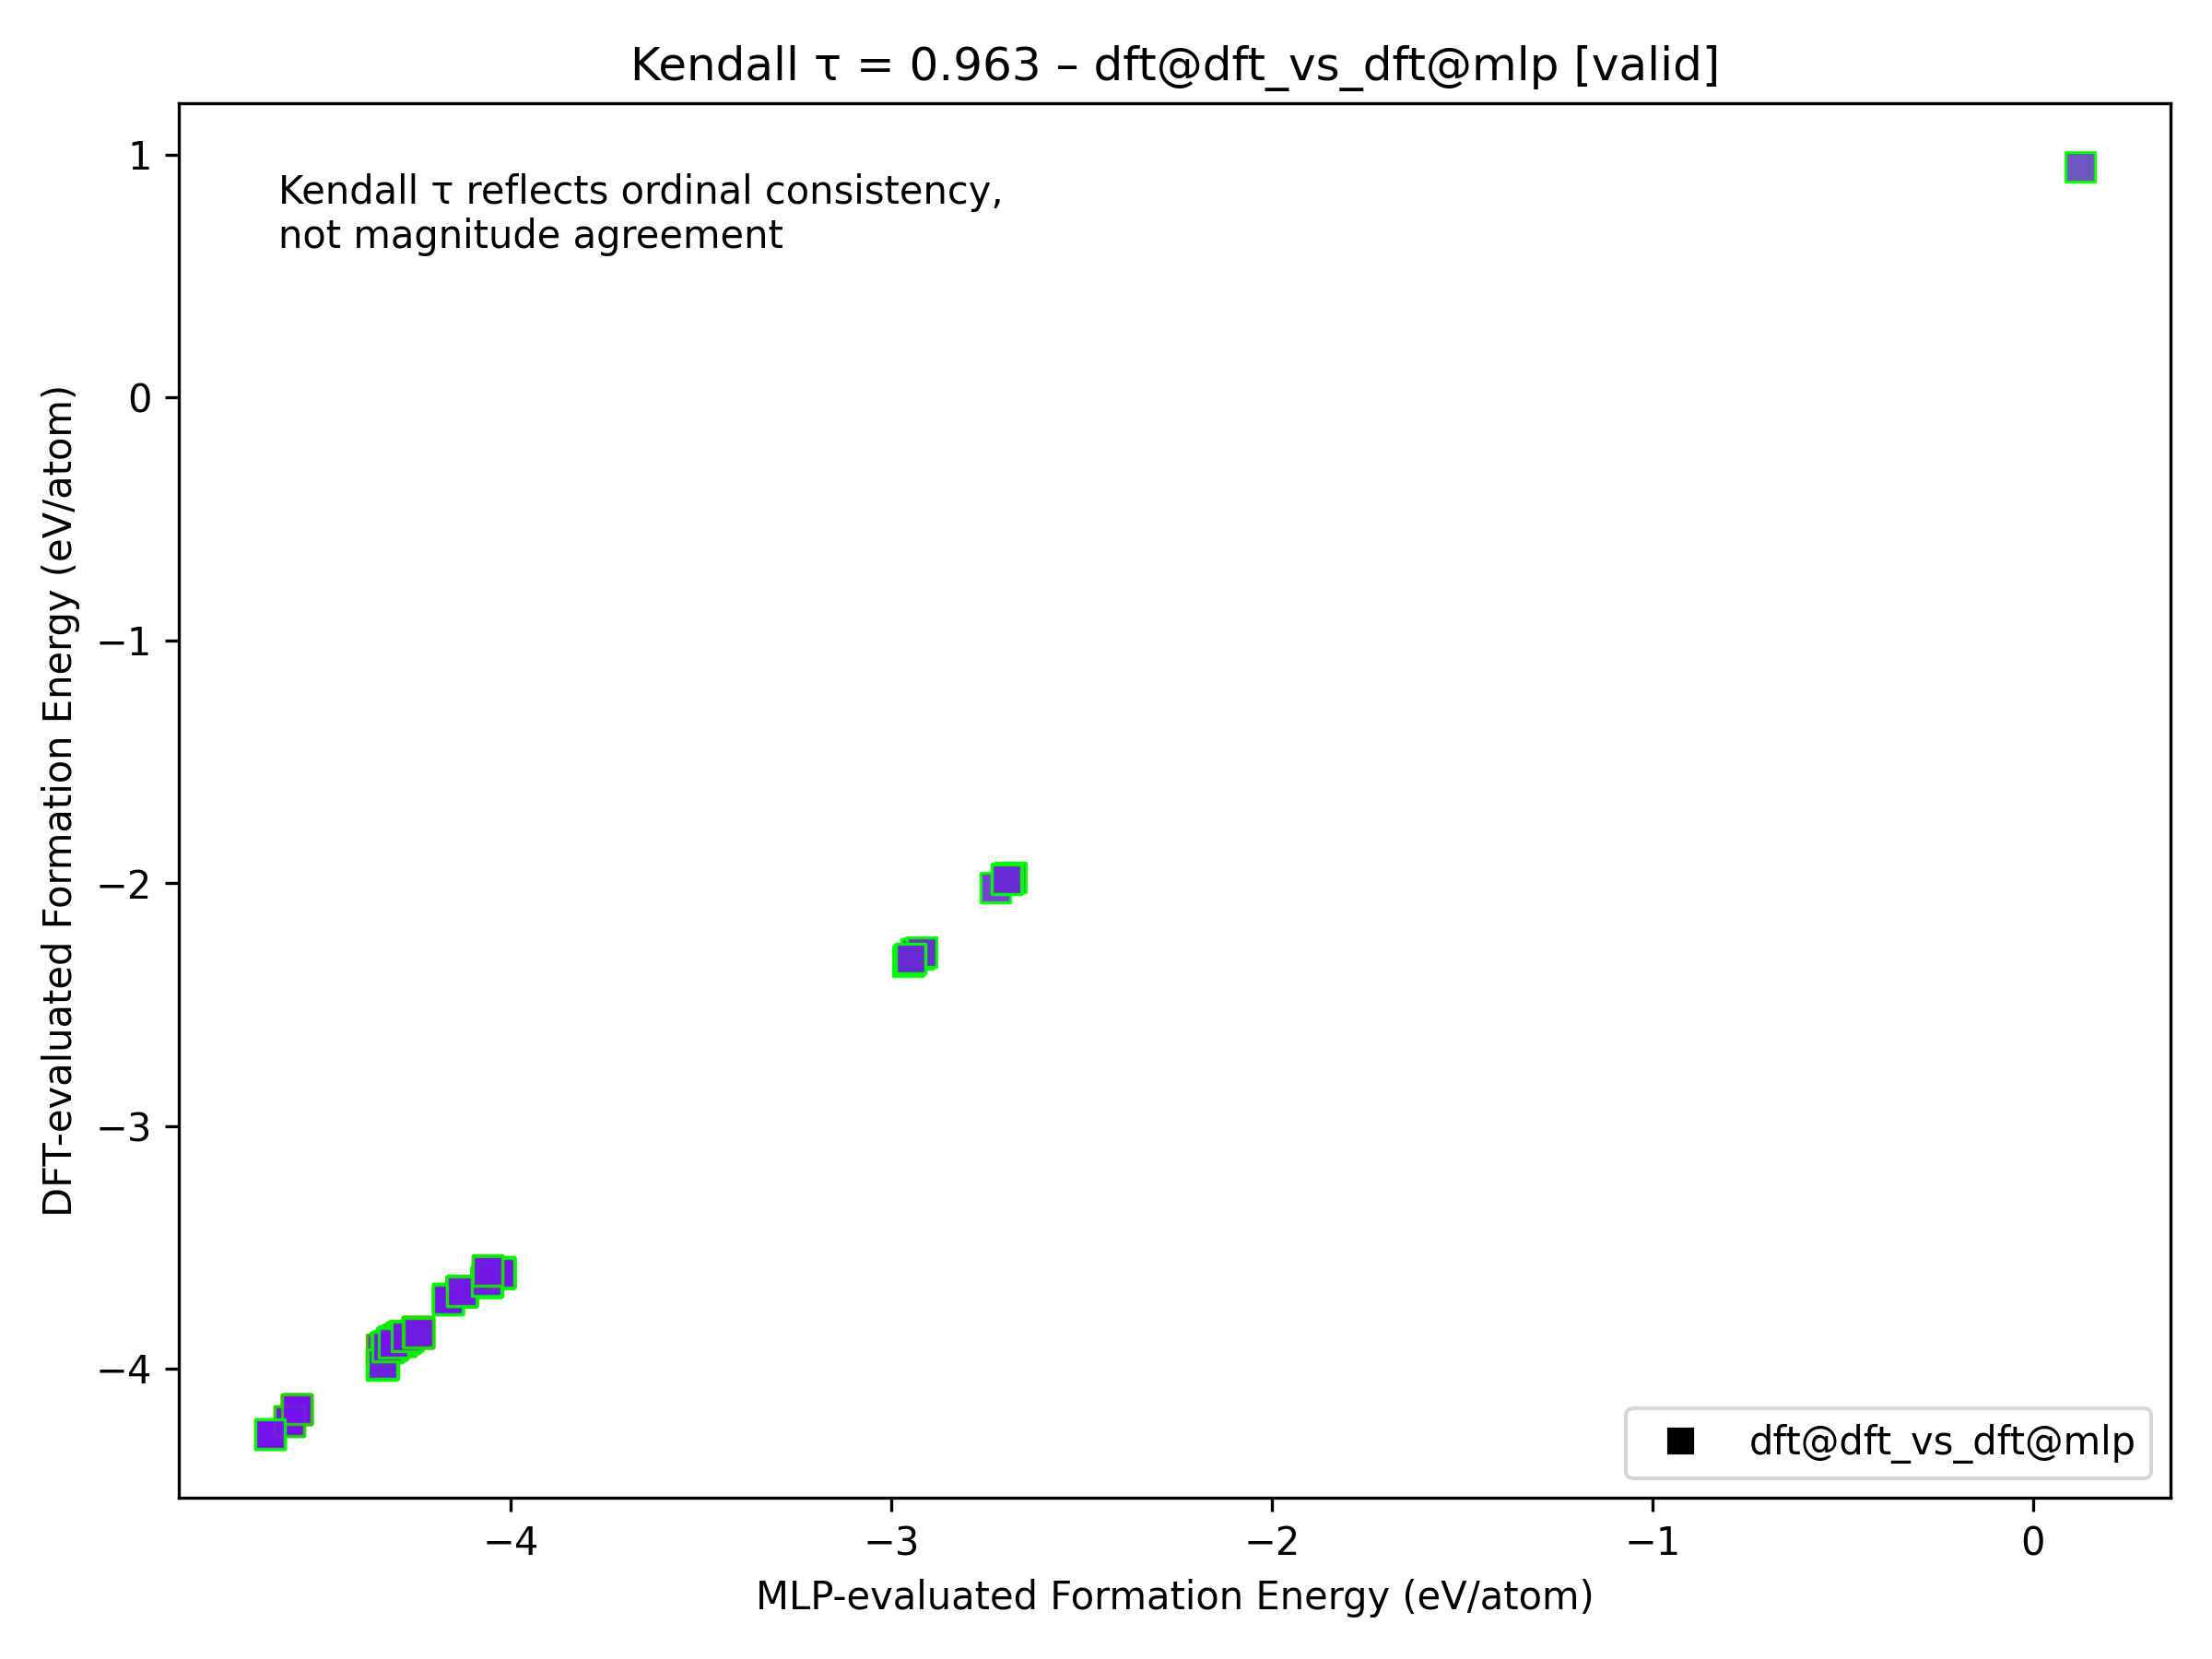 Kendall τ = 0.963 – dft@dft_vs_dft@mlp [valid]
Kendall τ reflects ordinal consistency,
not magnitude agreement
DFT-evaluated Formation Energy (eV/atom)
1
0
−1
−2
−3
−4
dft@dft_vs_dft@mlp
−4
−3
−2
−1
0
MLP-evaluated Formation Energy (eV/atom)